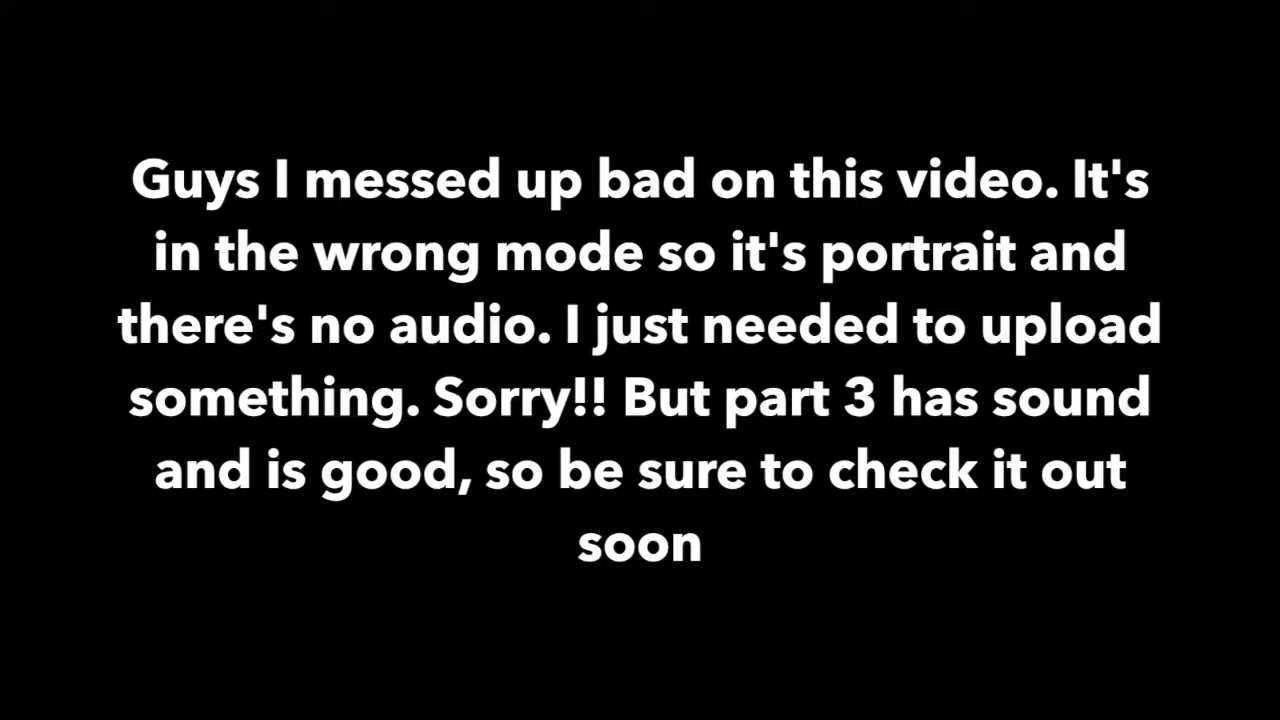 Guys I messed up bad on this video. It's
in the wrong mode so it's portrait and
there's no audio. I just needed to upload
something. Sorry!! But part 3 has sound
and is good, so be sure to check it out
soon